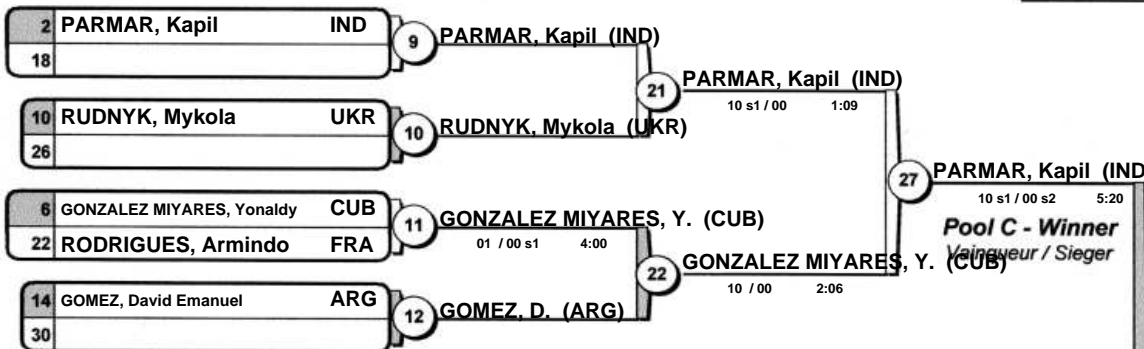 2 PARMAR, Kapil IND
18
9
PARMAR, Kapil (IND)
21
PARMAR, Kapil (IND)
10 s1 / 00 1:09
10 RUDNYK, Mykola UKR
26
10
RUDNYK, Mykola (UKR)
27
PARMAR, Kapil (IND
10 s1 / 00 s2 5:20
Pool C - Winner
Vainqueur / Sieger
6 GONZALEZ MIYARES, Yonaldy CUB
22 RODRIGUES, Armindo FRA
11
GONZALEZ MIYARES, Y. (CUB)
01 / 00 s1 4:00
22
GONZALEZ MIYARES, Y. (CUB)
10 / 00 2:06
14 GOMEZ, David Emanuel ARG
30
12
GOMEZ, D. (ARG)